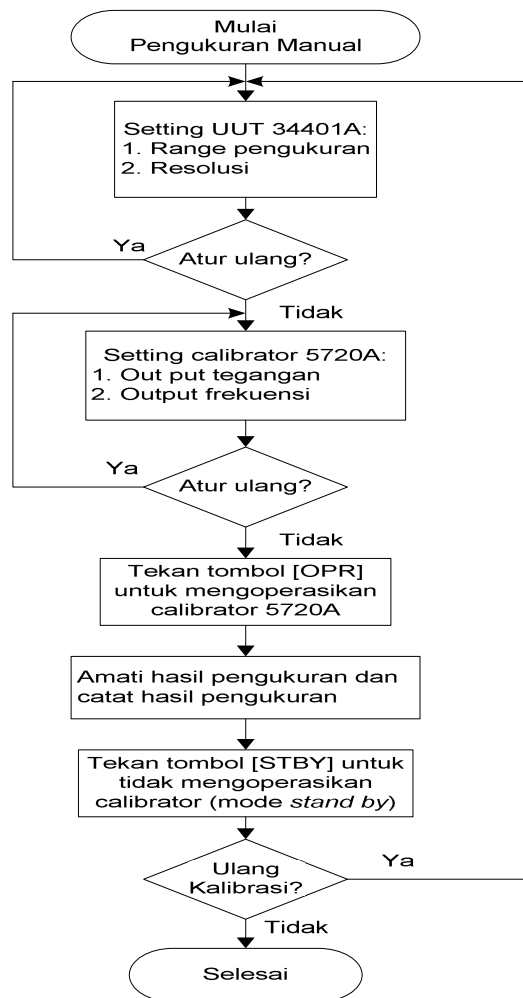 Mulai
Pengukuran Manual
Setting UUT 34401A:
1. Range pengukuran
2. Resolusi
Ya
Atur ulang?
Tidak
Setting calibrator 5720A:
1. Out put tegangan
2. Output frekuensi
Ya
Atur ulang?
Tidak
Tekan tombol [OPR]
untuk mengoperasikan
calibrator 5720A
Amati hasil pengukuran dan
catat hasil pengukuran
Tekan tombol [STBY] untuk
tidak mengoperasikan
calibrator (mode stand by)
Ulang
Kalibrasi?
Ya
Tidak
Selesai